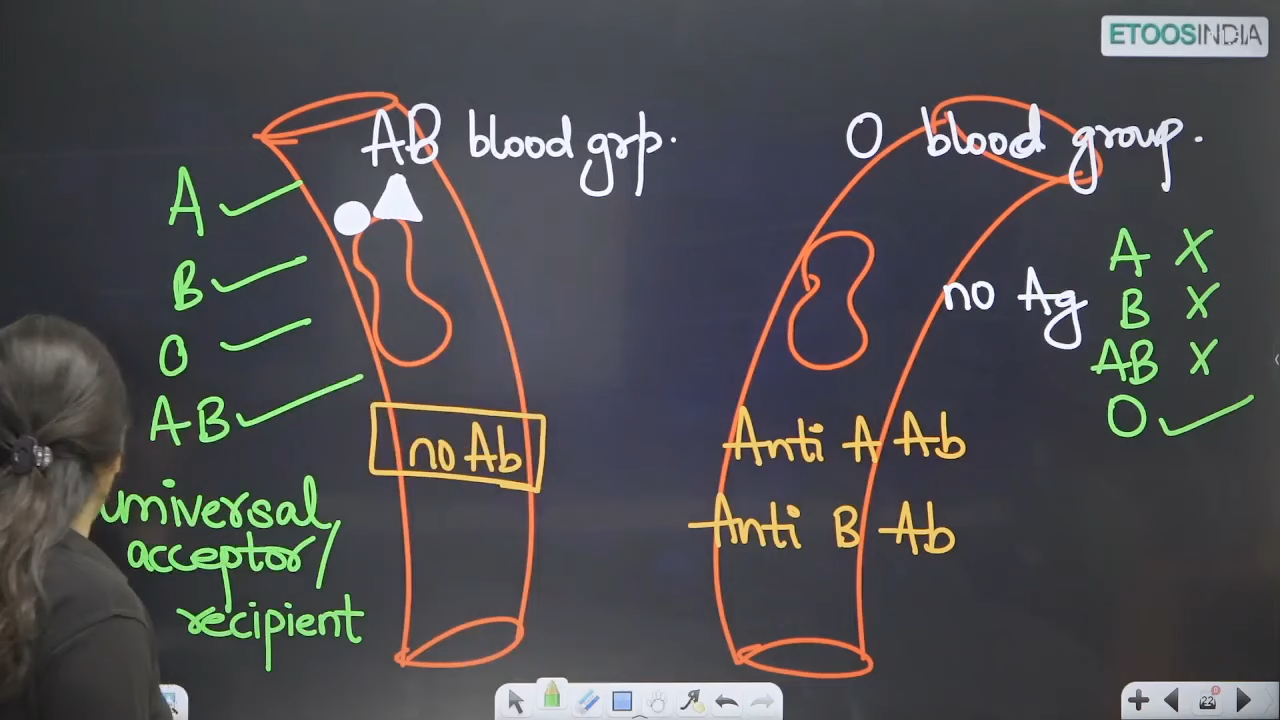 ETOOSINDIA
AB blood grp.
A
B
O
AB
no Ab
universal
acceptor/
recipient
O blood group.
no Ag
A X
B X
AB X
O
Anti A Ab
Anti B Ab
22